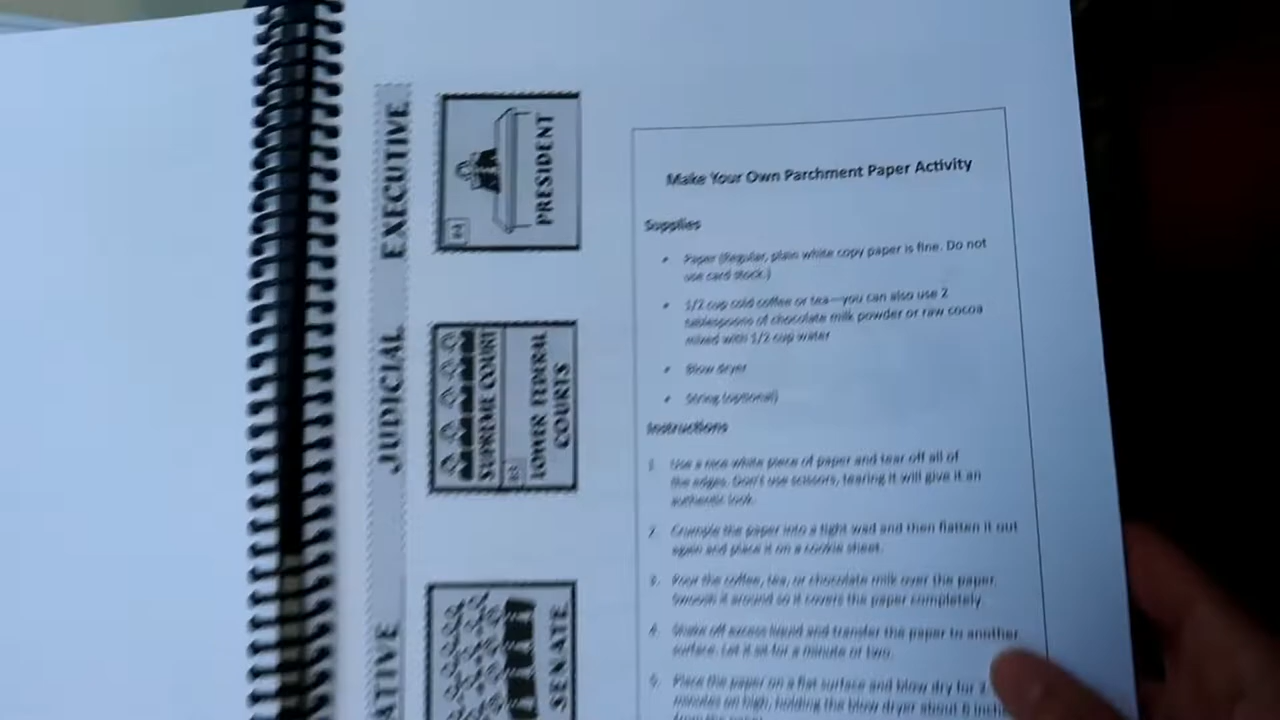 EXECUTIVE
PRESIDENT
JUDICIAL
SUPREME COURT
LOWER FEDERAL
COURTS
ATIVE
SENATE
Make Your Own Parchment Paper Activity
Supplies
• Paper (Regular, plain white copy paper is fine. Do not
use card stock.)
• 1/2 cup cold coffee or tea—you can also use 2
tablespoons of chocolate milk powder or raw cocoa
mixed with 1/2 cup water
• Blow dryer
• String (optional)
Instructions
1. Use a nice white piece of paper and tear off all of
the edges. Don't use scissors, tearing it will give it an
authentic look.
2. Crumple the paper into a tight wad and then flatten it out
again and place it on a cookie sheet.
3. Pour the coffee, tea, or chocolate milk over the paper.
Smooth it around so it covers the paper completely.
4. Shake off excess liquid and transfer the paper to another
surface. Let it sit for a minute or two.
5. Place the paper on a flat surface and blow dry for
minutes on high, holding the blow dryer about 6 inche
from the paper.